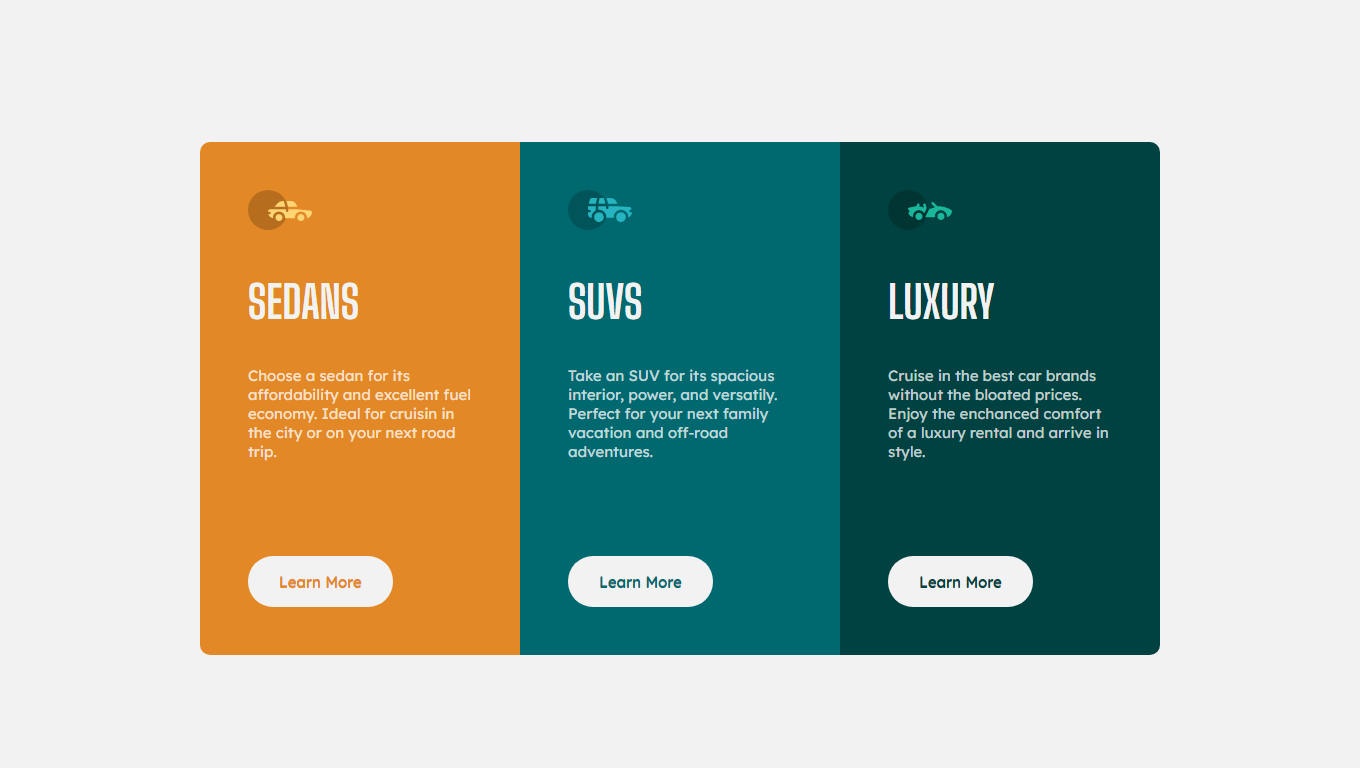 SEDANS
Choose a sedan for its
affordability and excellent fuel
economy. Ideal for cruisin in
the city or on your next road
trip.
Learn More
SUVS
Take an SUV for its spacious
interior, power, and versatily.
Perfect for your next family
vacation and off-road
adventures.
Learn More
LUXURY
Cruise in the best car brands
without the bloated prices.
Enjoy the enchanced comfort
of a luxury rental and arrive in
style.
Learn More